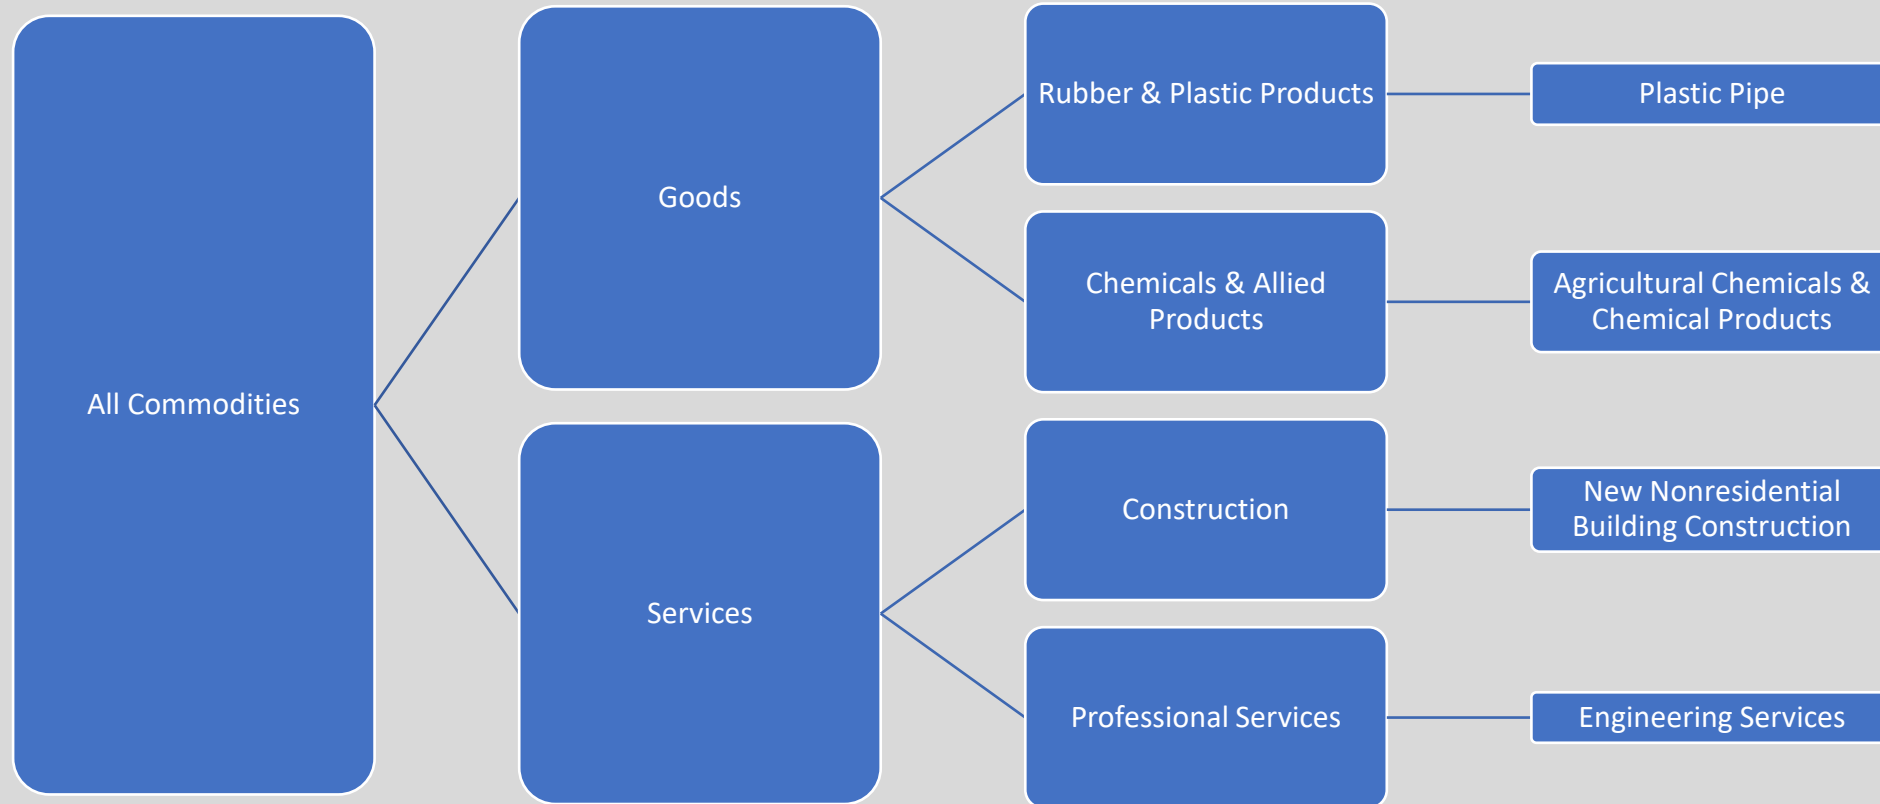 All Commodities
Goods
Services
Rubber & Plastic Products
Chemicals & Allied
Products
Construction
Professional Services
Plastic Pipe
Agricultural Chemicals &
Chemical Products
New Nonresidential
Building Construction
Engineering Services